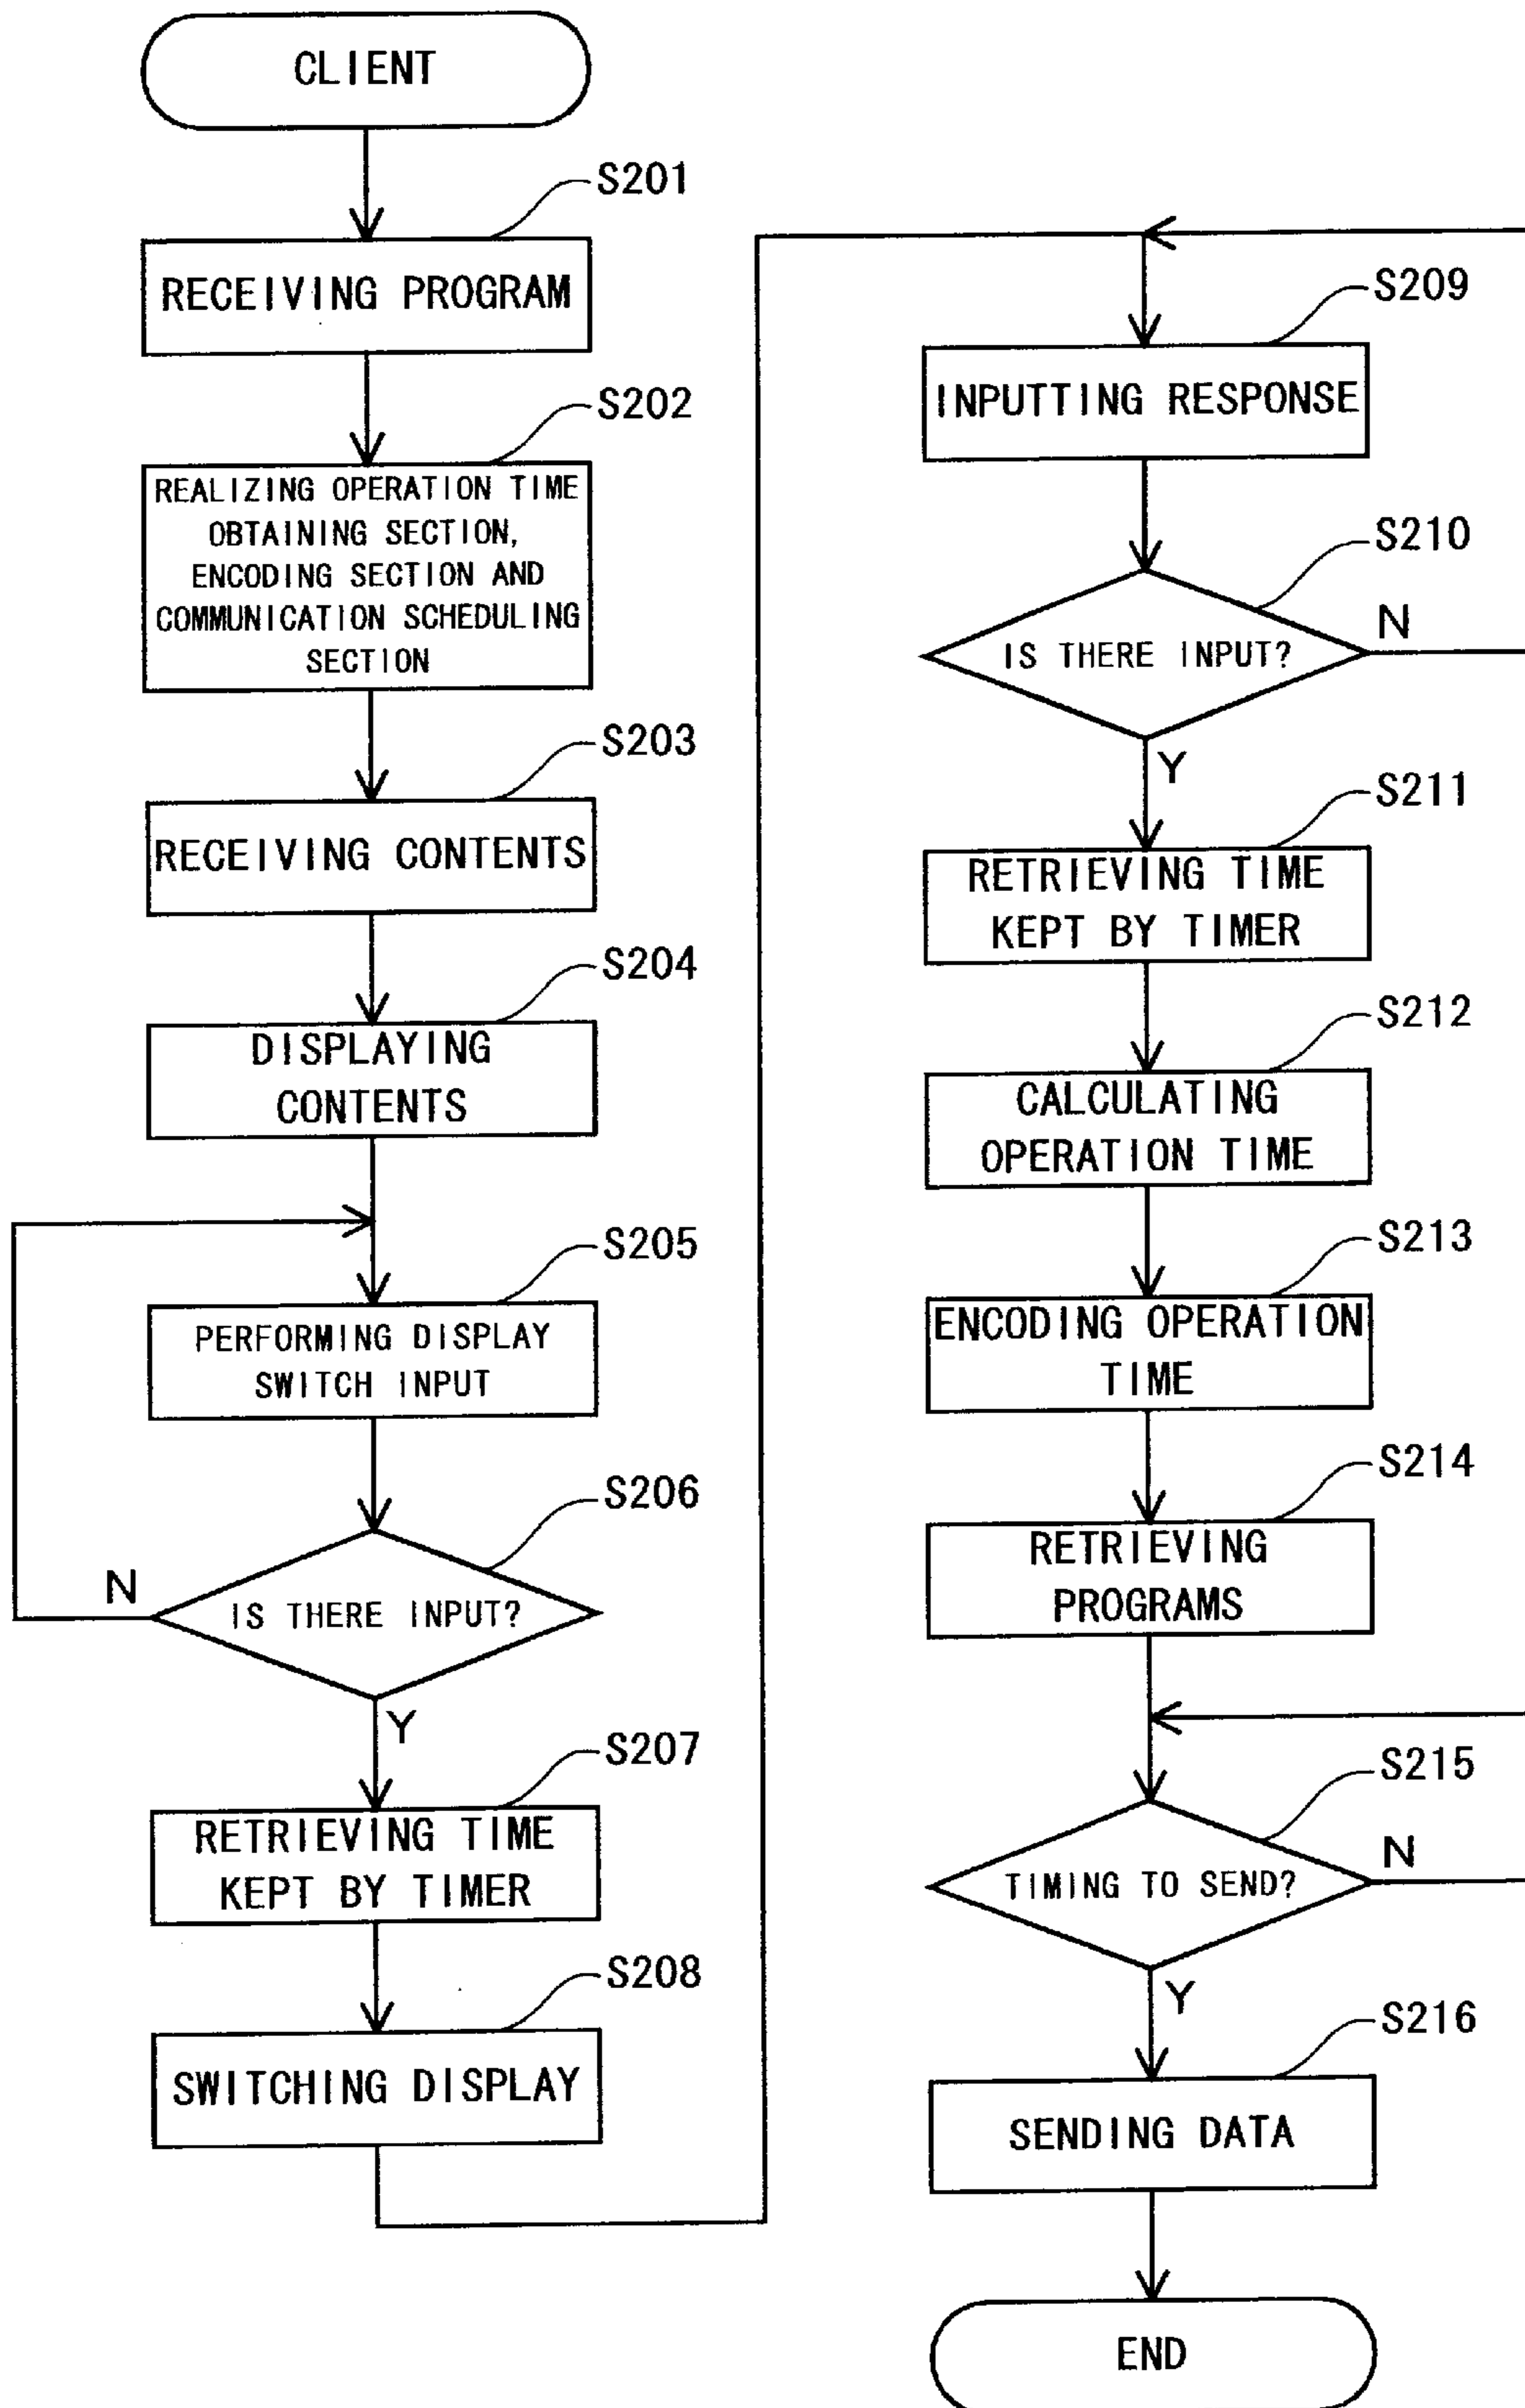 CLIENT
S201
RECEIVING PROGRAM
S202
REALIZING OPERATION TIME
OBTAINING SECTION,
ENCODING SECTION AND
COMMUNICATION SCHEDULING
SECTION
S203
RECEIVING CONTENTS
S204
DISPLAYING
CONTENTS
S205
PERFORMING DISPLAY
SWITCH INPUT
S206
IS THERE INPUT?
N
Y
S207
RETRIEVING TIME
KEPT BY TIMER
S208
SWITCHING DISPLAY
S209
INPUTTING RESPONSE
S210
IS THERE INPUT?
N
Y
S211
RETRIEVING TIME
KEPT BY TIMER
S212
CALCULATING
OPERATION TIME
S213
ENCODING OPERATION
TIME
S214
RETRIEVING
PROGRAMS
S215
TIMING TO SEND?
N
Y
S216
SENDING DATA
END